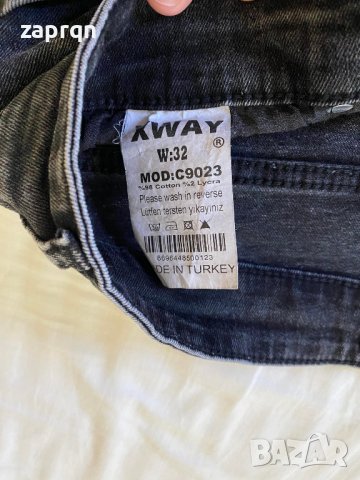 zaprqn
XWAY
®
W:32
MOD:C9023
%98 Cotton %2 Lycra
Please wash in reverse
Lütfen tersten yıkayınız
6096448500123
DE IN TURKEY
BAZAR